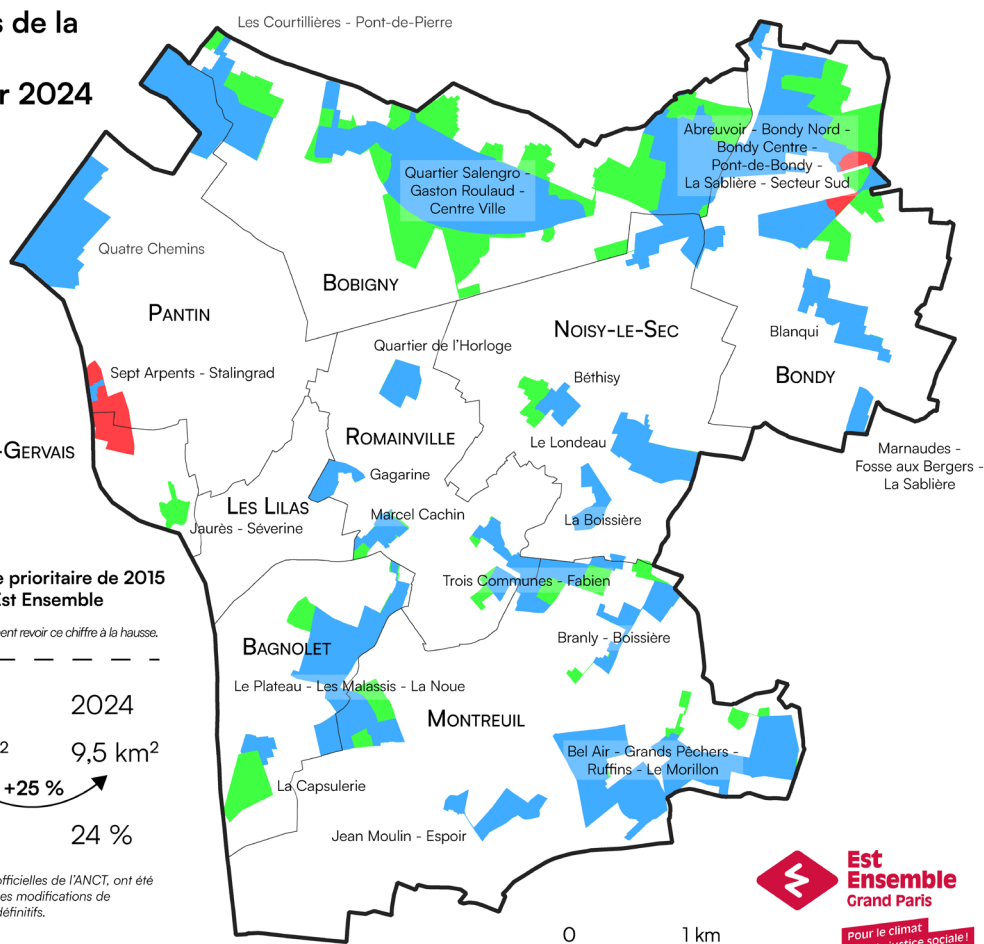 s de la
r 2024
Les Courtillières - Pont-de-Pierre
Abreuvoir - Bondy Nord -
Bondy Centre -
Pont-de-Bondy -
La Sablière - Secteur Sud
Quartier Salengro -
Gaston Roulaud -
Centre Ville
Quatre Chemins
BOBIGNY
PANTIN
NOISY-LE-SEC
Blanqui
Quartier de l'Horloge
Sept Arpents - Stalingrad
Béthisy
BONDY
ROMAINVILLE
Le Londeau
-GERVAIS
Marnaudes -
Fosse aux Bergers -
La Sablière
Gagarine
LES LILAS
Marcel Cachin
La Boissière
Jaurès - Séverine
e prioritaire de 2015
Est Ensemble
Trois Communes - Fabien
ment revoir ce chiffre à la hausse.
Branly - Boissière
BAGNOLET
Le Plateau - Les Malassis - La Noue
2024
MONTREUIL
2
9,5 km²
Bel Air - Grands Pêchers -
Ruffins - Le Morillon
+25 %
La Capsulerie
24 %
Jean Moulin - Espoir
officielles de l'ANCT, ont été
es modifications de
définitifs.
Est
Ensemble
Grand Paris
0 1 km
Pour le climat
justice sociale !